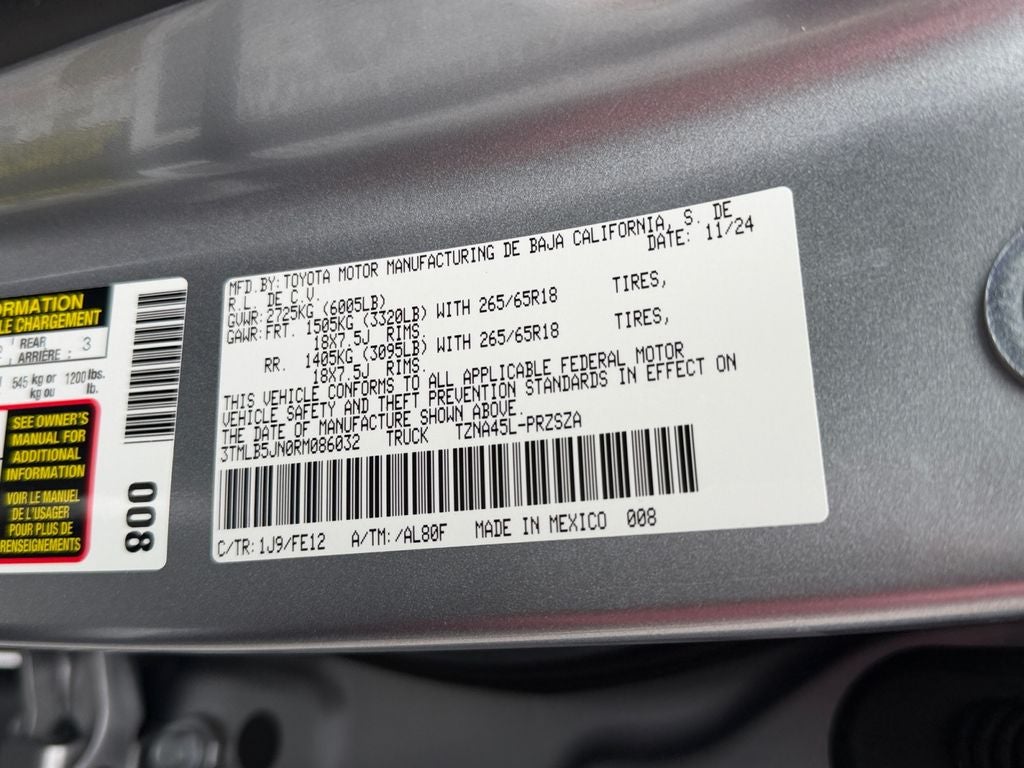 ORMATION
LE CHARGEMENT
REAR
ARRIÈRE 3
545 kg or 1200 lbs.
kg ou lb.
SEE OWNER'S
MANUAL FOR
ADDITIONAL
INFORMATION
VOIR LE MANUEL
DE L'USAGER
POUR PLUS DE
RENSEIGNEMENTS
008
MFD. BY: TOYOTA MOTOR MANUFACTURING DE BAJA CALIFORNIA, S. DE
R.L. DE C.V. DATE: 11/24
GVWR: 2725KG (6005LB)
GAWR: FRT. 1505KG (3320LB) WITH 265/65R18 TIRES,
18X7.5J RIMS.
RR. 1405KG (3095LB) WITH 265/65R18 TIRES,
18X7.5J RIMS.
THIS VEHICLE CONFORMS TO ALL APPLICABLE FEDERAL MOTOR
VEHICLE SAFETY AND THEFT PREVENTION STANDARDS IN EFFECT ON
THE DATE OF MANUFACTURE SHOWN ABOVE.
3TMLB5JN0RM086032 TRUCK TZNA45L-PRZSZA
C/TR: 1J9/FE12 A/TM: /AL80F MADE IN MEXICO 008